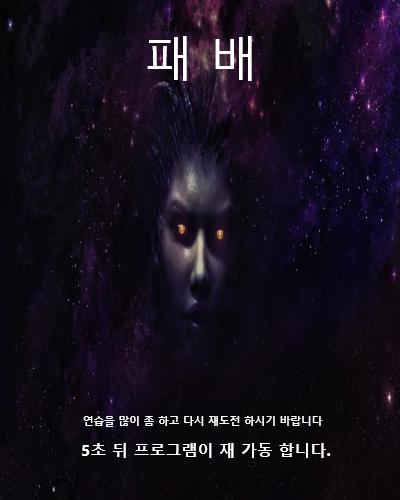 패 배
연습을 많이 좀 하고 다시 재도전 하시기 바랍니다
5초 뒤 프로그램이 재 가동 합니다.